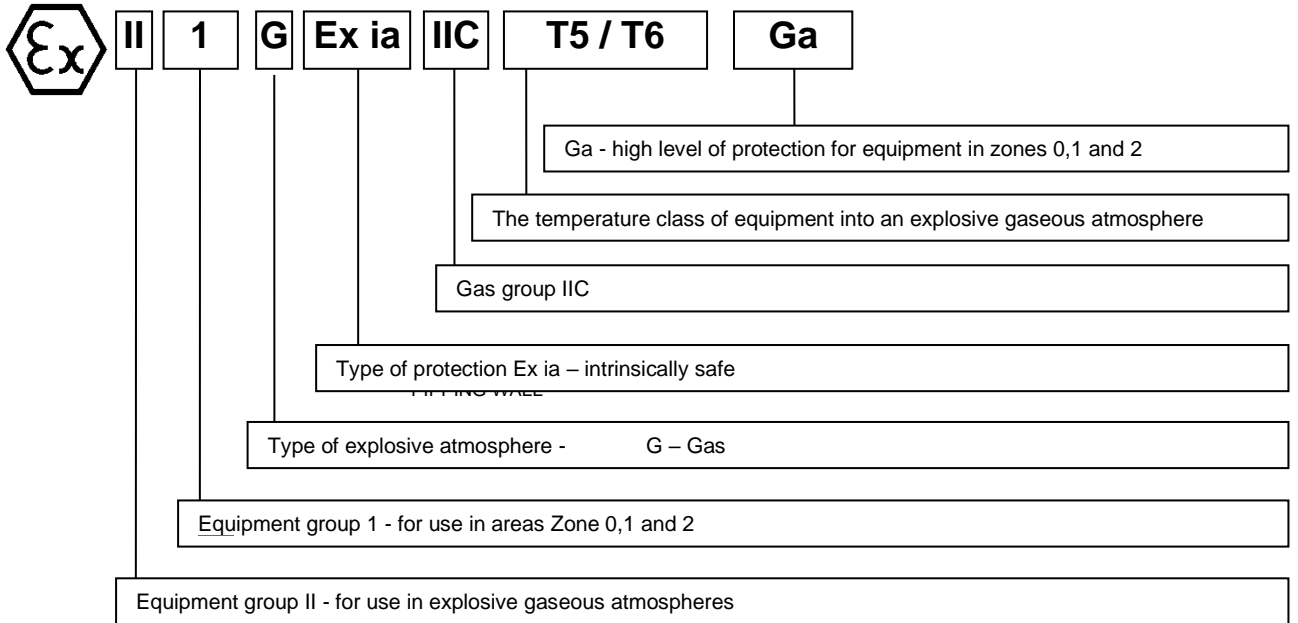 Ex II 1 G Ex ia IIC T5 / T6 Ga
Ga - high level of protection for equipment in zones 0,1 and 2
The temperature class of equipment into an explosive gaseous atmosphere
Gas group IIC
Type of protection Ex ia – intrinsically safe
Type of explosive atmosphere - G – Gas
Equipment group 1 - for use in areas Zone 0,1 and 2
Equipment group II - for use in explosive gaseous atmospheres